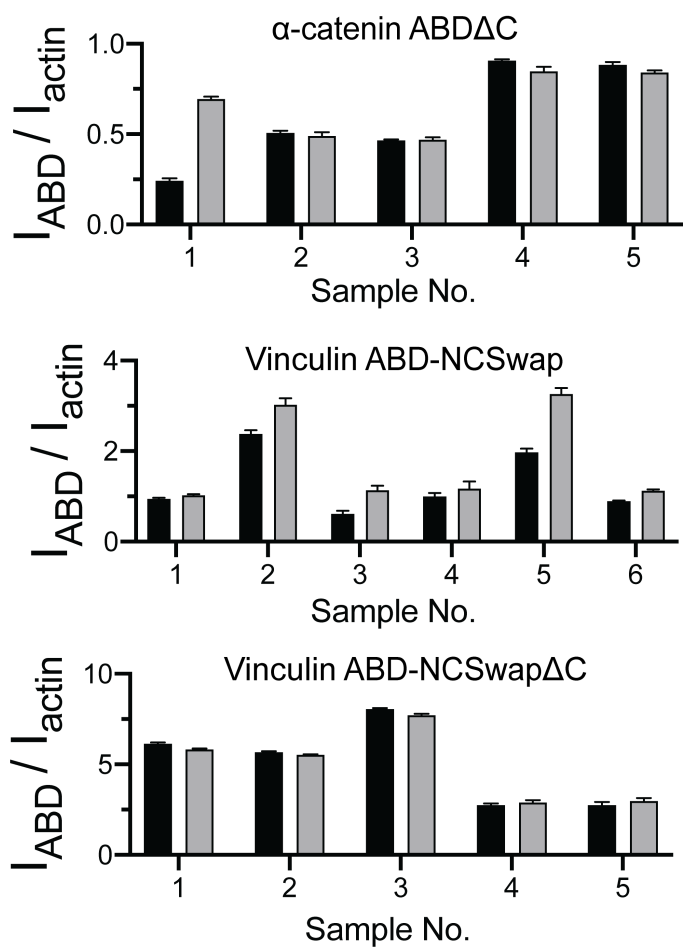 α-catenin ABDΔC
I_ABD / I_actin
1.0
0.5
0.0
1 2 3 4 5
Sample No.
Vinculin ABD-NCSwap
I_ABD / I_actin
4
2
0
1 2 3 4 5 6
Sample No.
Vinculin ABD-NCSwapΔC
I_ABD / I_actin
10
5
0
1 2 3 4 5
Sample No.